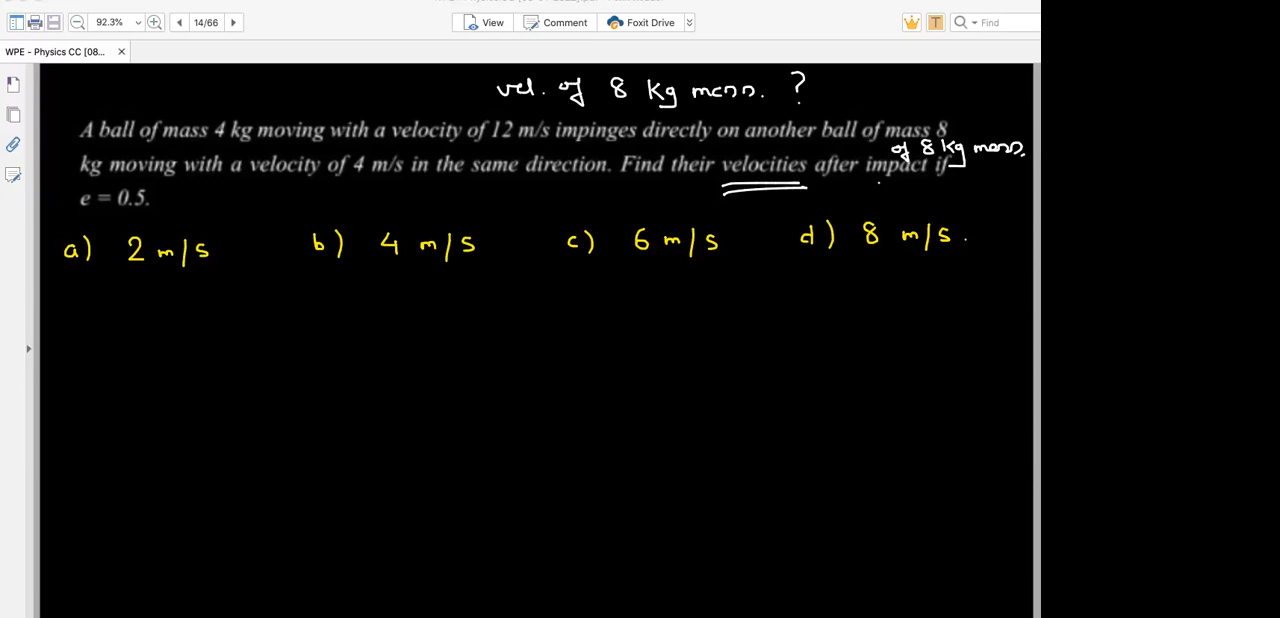 92.3%
14/66
View
Comment
Foxit Drive
T
Find
WPE - Physics CC [08...
vel. of 8 kg mass. ?
A ball of mass 4 kg moving with a velocity of 12 m/s impinges directly on another ball of mass 8
of 8 kg mass.
kg moving with a velocity of 4 m/s in the same direction. Find their velocities after impact if
e = 0.5.
a) 2 m/s b) 4 m/s c) 6 m/s d) 8 m/s.